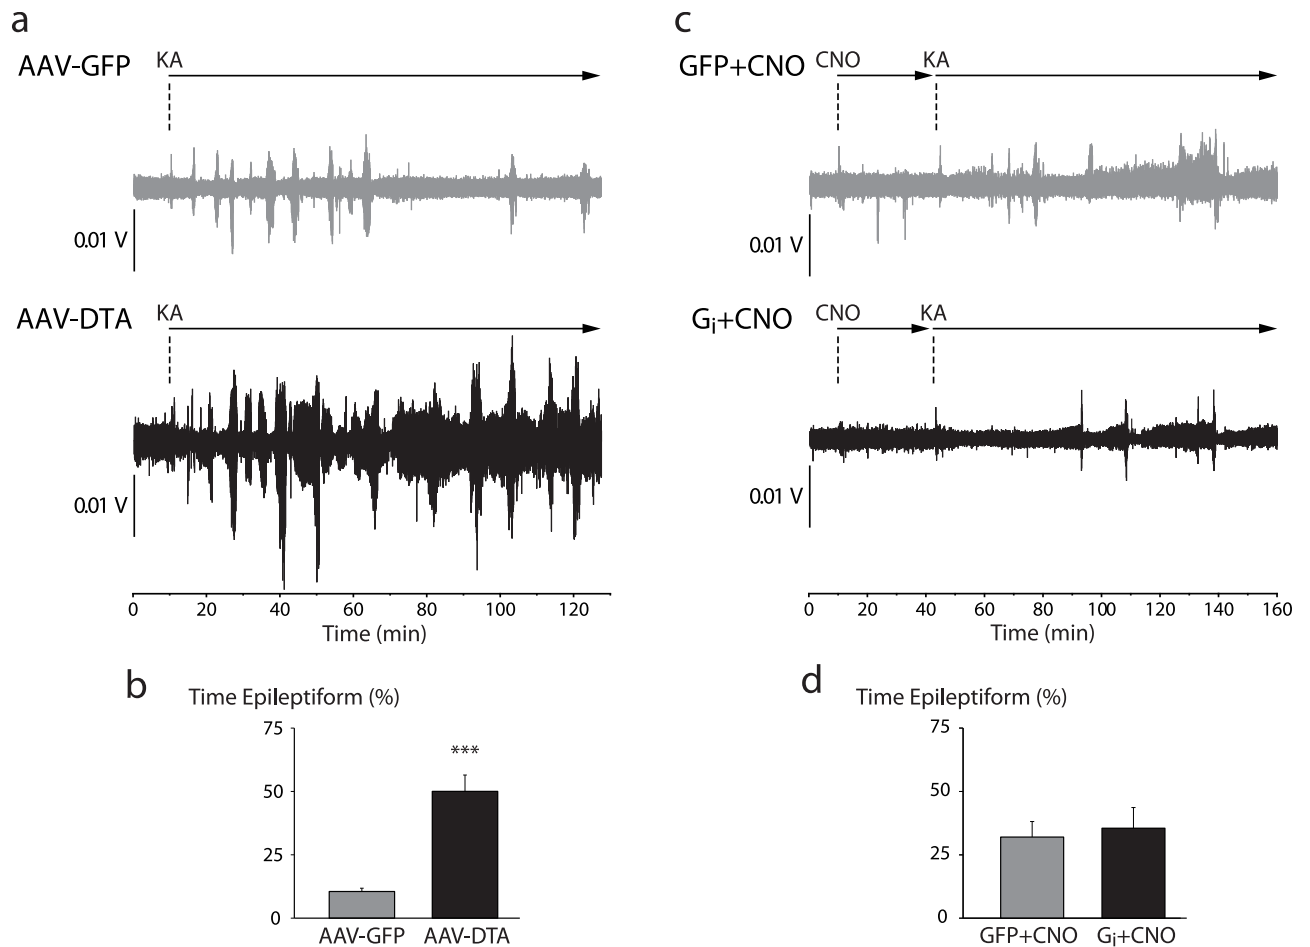 a
AAV-GFP
KA
0.01 V
AAV-DTA
KA
0.01 V
0 20 40 60 80 100 120
Time (min)
b
Time Epileptiform (%)
75
***
50
25
0
AAV-GFP AAV-DTA
c
GFP+CNO
CNO KA
0.01 V
Gi+CNO
CNO KA
0.01 V
0 20 40 60 80 100 120 140 160
Time (min)
d
Time Epileptiform (%)
75
50
25
0
GFP+CNO Gi+CNO